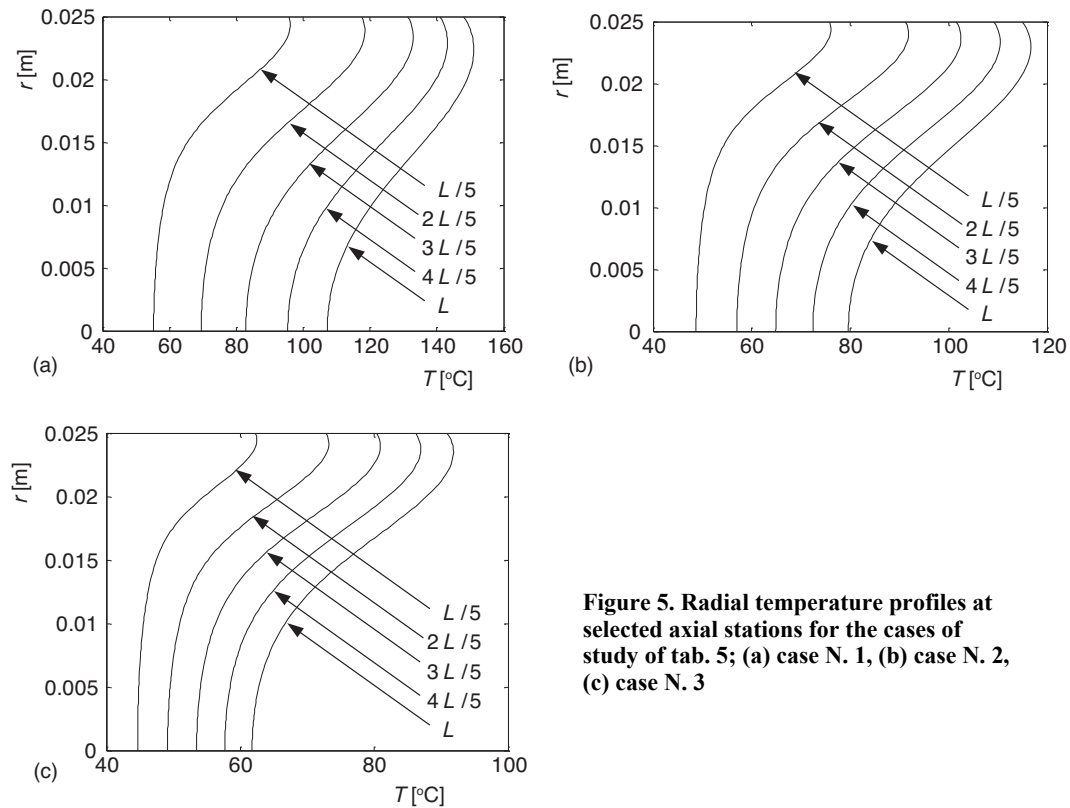 0.025
0.02
0.015
0.01
0.005
0
r [m]
L /5
2 L /5
3 L /5
4 L /5
L
40 60 80 100 120 140 160
(a)
T [°C]
0.025
0.02
0.015
0.01
0.005
0
r [m]
L /5
2 L /5
3 L /5
4 L /5
L
40 60 80 100 120
(b)
T [°C]
0.025
0.02
0.015
0.01
0.005
0
r [m]
L /5
2 L /5
3 L /5
4 L /5
L
40 60 80 100
(c)
T [°C]
Figure 5. Radial temperature profiles at
selected axial stations for the cases of
study of tab. 5; (a) case N. 1, (b) case N. 2,
(c) case N. 3